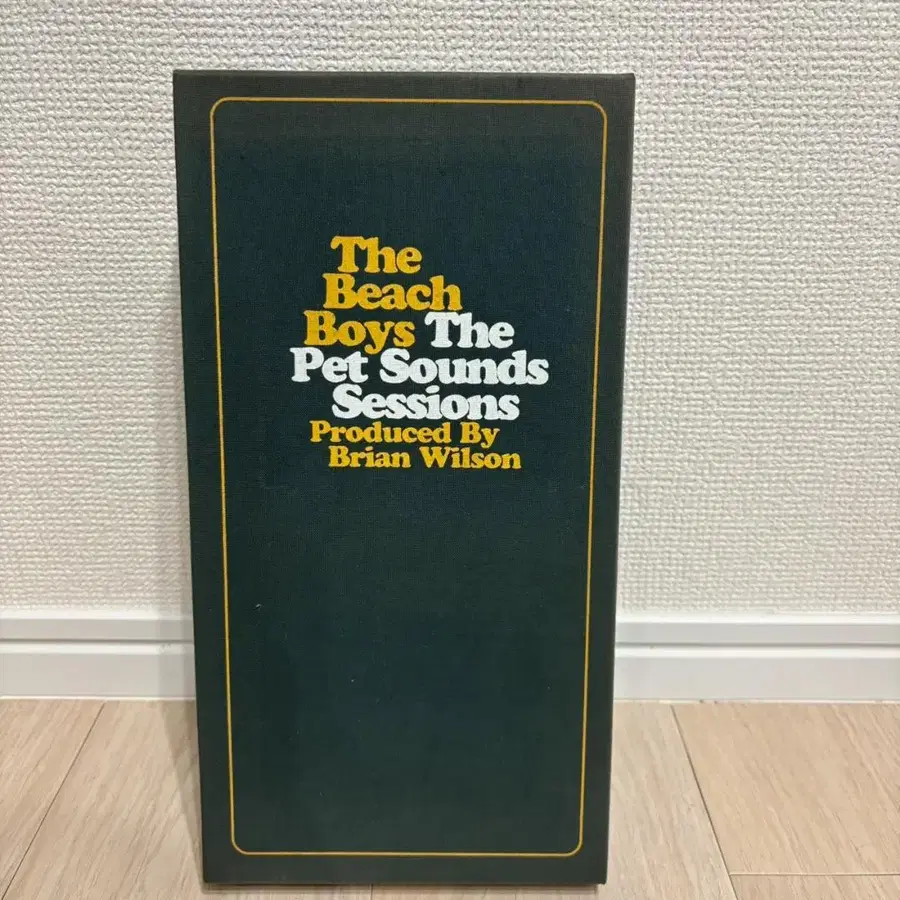 The
Beach
Boys The
Pet Sounds
Sessions
Produced By
Brian Wilson